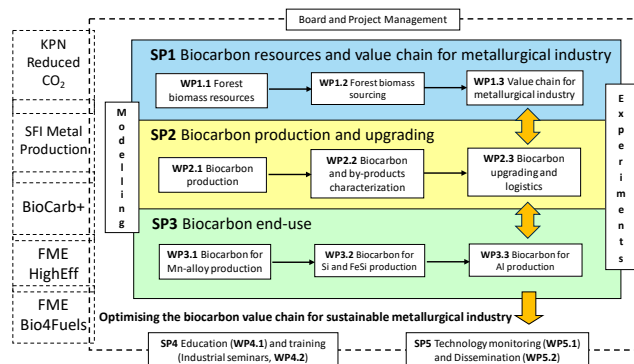 Board and Project Management
KPN
Reduced
CO2
SFI Metal
Production
BioCarb+
FME
HighEff
FME
Bio4Fuels
Modelling
Experiments
SP1 Biocarbon resources and value chain for metallurgical industry
WP1.1 Forest
biomass resources
WP1.2 Forest biomass
sourcing
WP1.3 Value chain for
metallurgical industry
SP2 Biocarbon production and upgrading
WP2.1 Biocarbon
production
WP2.2 Biocarbon
and by-products
characterization
WP2.3 Biocarbon
upgrading and
logistics
SP3 Biocarbon end-use
WP3.1 Biocarbon for
Mn-alloy production
WP3.2 Biocarbon for
Si and FeSi production
WP3.3 Biocarbon for
Al production
Optimising the biocarbon value chain for sustainable metallurgical industry
SP4 Education (WP4.1) and training
(Industrial seminars, WP4.2)
SP5 Technology monitoring (WP5.1)
and Dissemination (WP5.2)